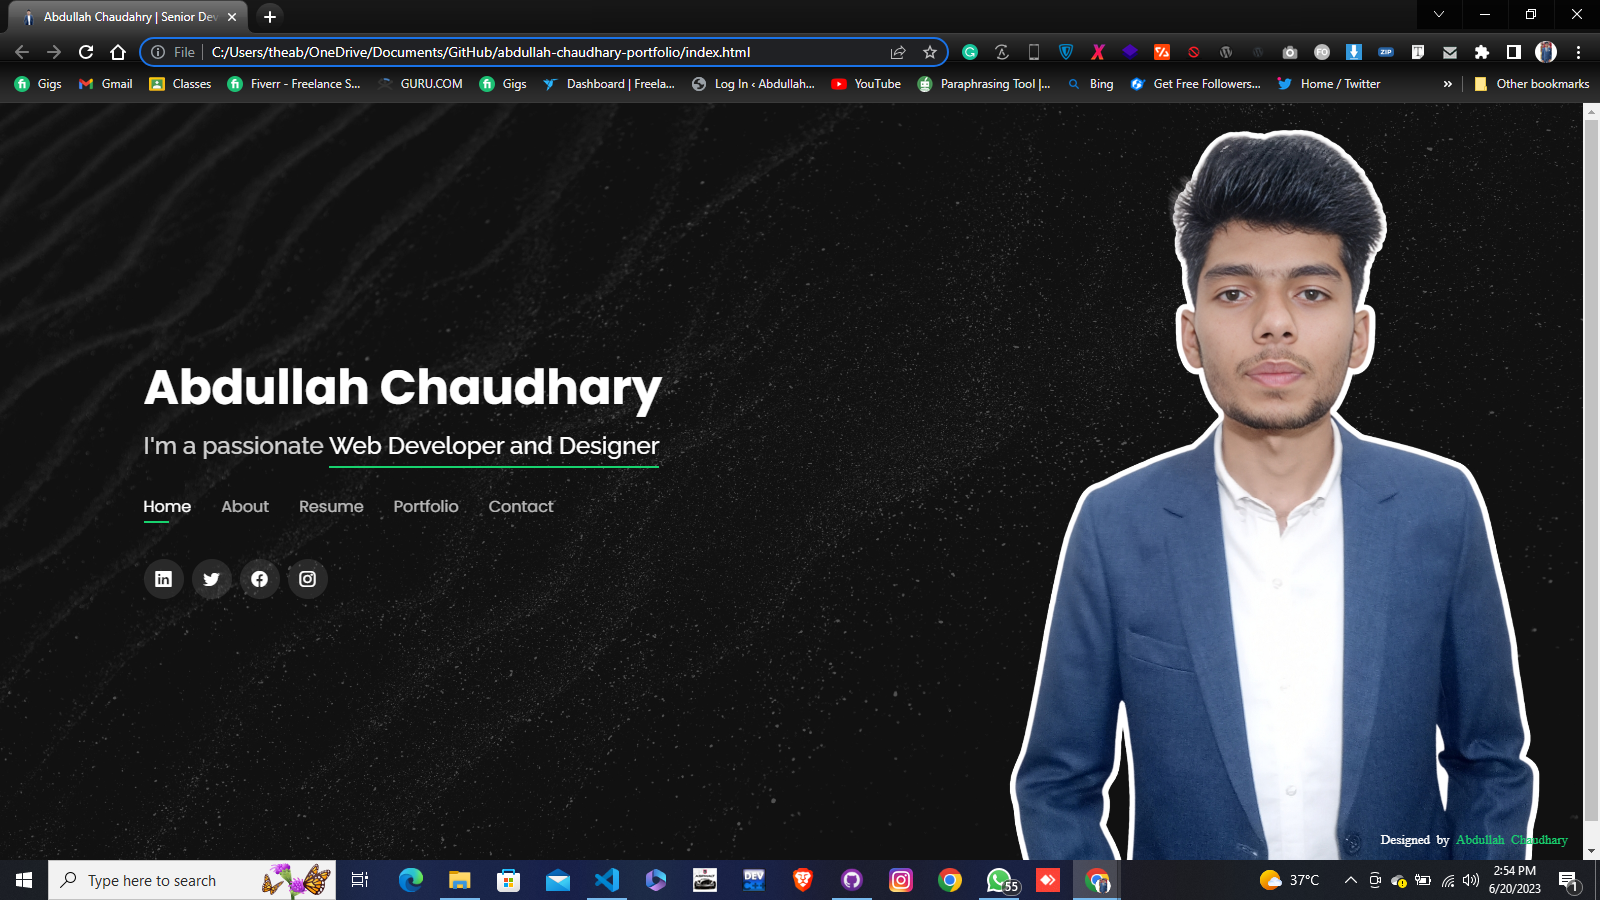 Abdullah Chaudahry | Senior Dev
File
C:/Users/theab/OneDrive/Documents/GitHub/abdullah-chaudhary-portfolio/index.html
Gigs
Gmail
Classes
Fiverr - Freelance S...
GURU.COM
Gigs
Dashboard | Freela...
Log In ‹ Abdullah...
YouTube
Paraphrasing Tool |...
Bing
Get Free Followers...
Home / Twitter
»
Other bookmarks
Abdullah Chaudhary
I'm a passionate Web Developer and Designer
Home About Resume Portfolio Contact
Designed by Abdullah Chaudhary
Type here to search
DEV
55
37°C
2:54 PM
6/20/2023
1